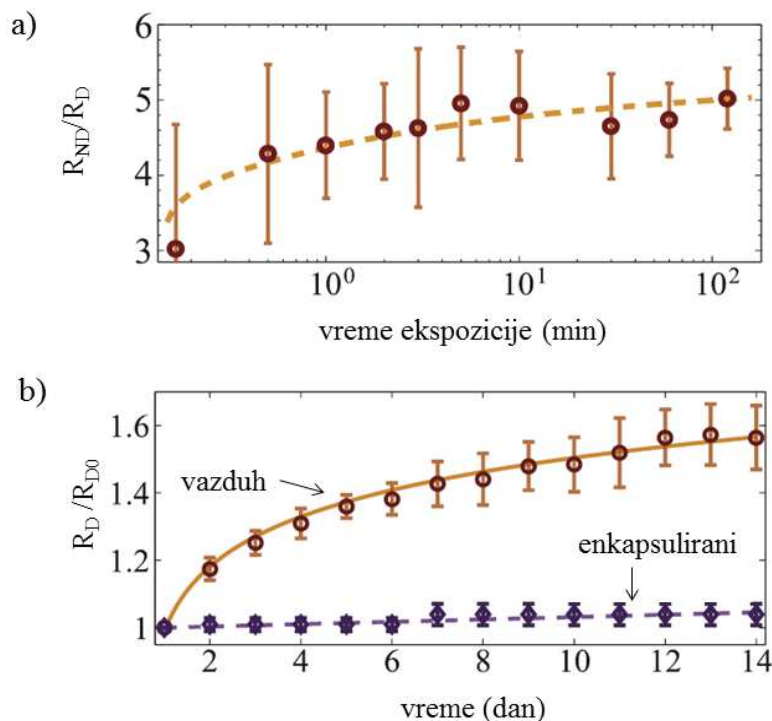 a)
6
5
4
3
R_ND/R_D
10^0
10^1
10^2
vreme ekspozicije (min)
b)
1.6
1.4
1.2
1
R_D/R_D0
vazduh
enkapsulirani
2 4 6 8 10 12 14
vreme (dan)